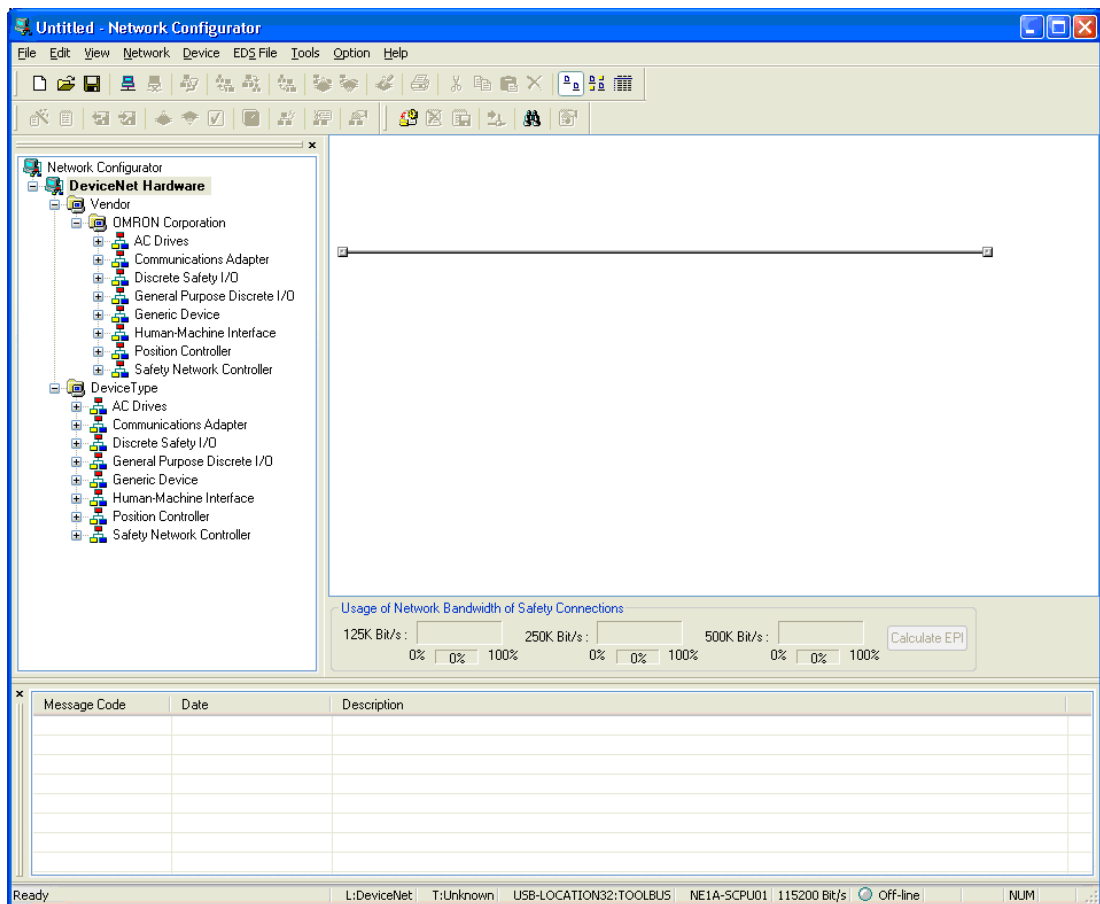 Untitled - Network Configurator
File Edit View Network Device EDS File Tools Option Help
Network Configurator
DeviceNet Hardware
Vendor
OMRON Corporation
AC Drives
Communications Adapter
Discrete Safety I/O
General Purpose Discrete I/O
Generic Device
Human-Machine Interface
Position Controller
Safety Network Controller
DeviceType
AC Drives
Communications Adapter
Discrete Safety I/O
General Purpose Discrete I/O
Generic Device
Human-Machine Interface
Position Controller
Safety Network Controller
Usage of Network Bandwidth of Safety Connections
125K Bit/s : 250K Bit/s : 500K Bit/s : Calculate EPI
0% 0% 100% 0% 0% 100% 0% 0% 100%
Message Code Date Description
Ready L:DeviceNet T:Unknown USB-LOCATION32:TOOLBUS NE1A-SCPU01 115200 Bit/s Off-line NUM